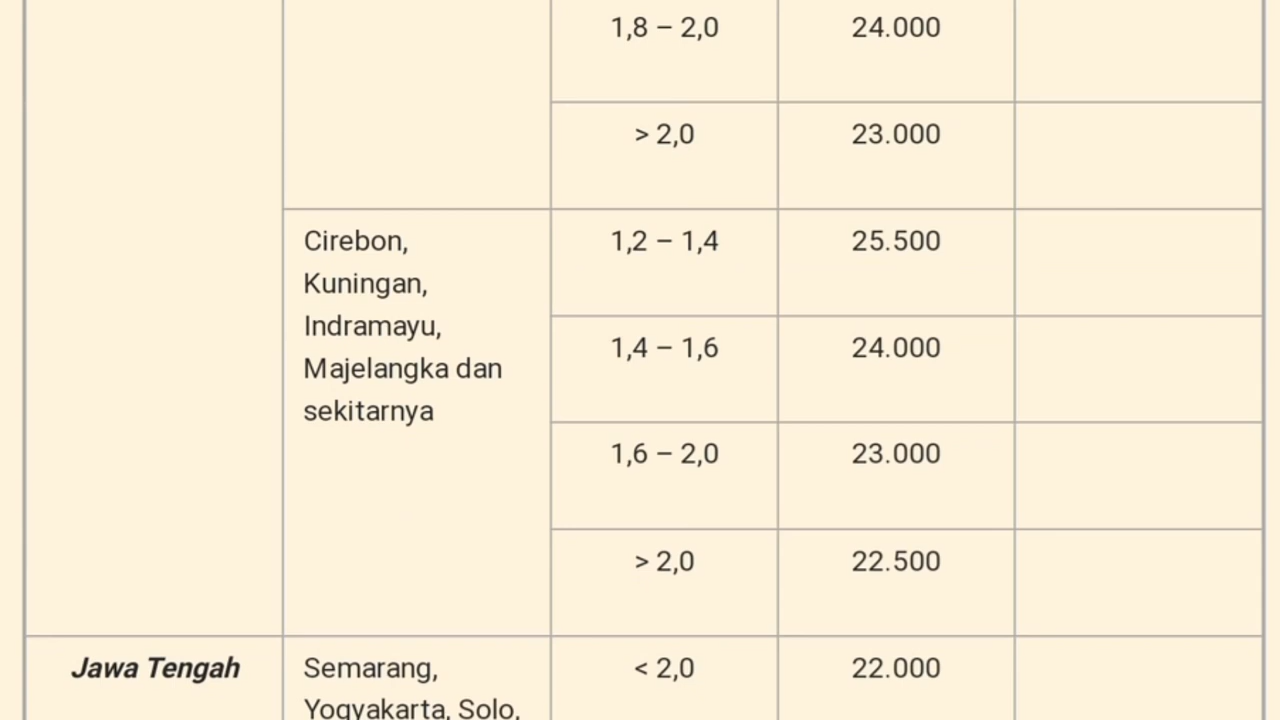 1,8 – 2,0 24.000
> 2,0 23.000
Cirebon, 1,2 – 1,4 25.500
Kuningan,
Indramayu,
1,4 – 1,6 24.000
Majelangka dan
sekitarnya
1,6 – 2,0 23.000
> 2,0 22.500
Jawa Tengah Semarang, < 2,0 22.000
Yogyakarta, Solo,